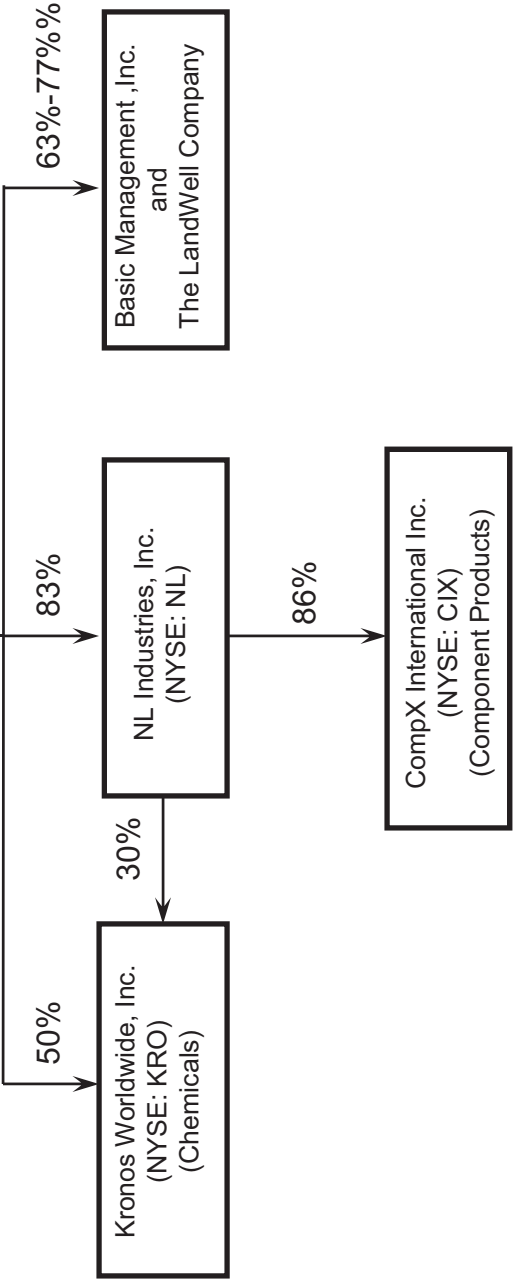 50%
83%
63%-77%%
Kronos Worldwide, Inc.
(NYSE: KRO)
(Chemicals)
30%
NL Industries, Inc.
(NYSE: NL)
Basic Management ,Inc.
and
The LandWell Company
86%
CompX International Inc.
(NYSE: CIX)
(Component Products)